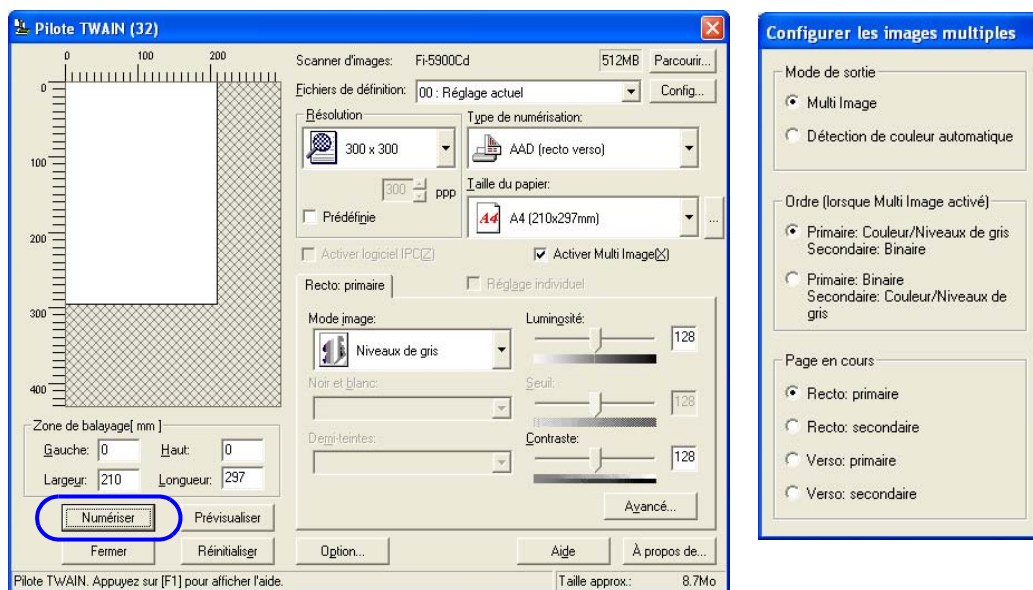 Pilote TWAIN (32)
0 100 200
0
100
200
300
400
Zone de balayage[ mm ]
Gauche: 0 Haut: 0
Largeur: 210 Longueur: 297
Numériser Prévisualiser
Fermer Réinitialiser
Scanner d'images: Fi-5900Cd 512MB Parcourir...
Fichiers de définition: 00 : Réglage actuel Config...
Résolution Type de numérisation:
300 x 300 AAD (recto verso)
300 ppp Taille du papier:
Prédéfinie A4 A4 (210x297mm) ...
Activer logiciel IPC(Z) Activer Multi Image(X)
Recto: primaire Réglage individuel
Mode image: Luminosité:
Niveaux de gris 128
Noir et blanc: Seuil:
128
Demi-teintes: Contraste:
128
Avancé...
Option... Aide À propos de...
Pilote TWAIN. Appuyez sur [F1] pour afficher l'aide. Taille approx.: 8.7Mo
Configurer les images multiples
Mode de sortie
Multi Image
Détection de couleur automatique
Ordre (lorsque Multi Image activé)
Primaire: Couleur/Niveaux de gris
Secondaire: Binaire
Primaire: Binaire
Secondaire: Couleur/Niveaux de
gris
Page en cours
Recto: primaire
Recto: secondaire
Verso: primaire
Verso: secondaire